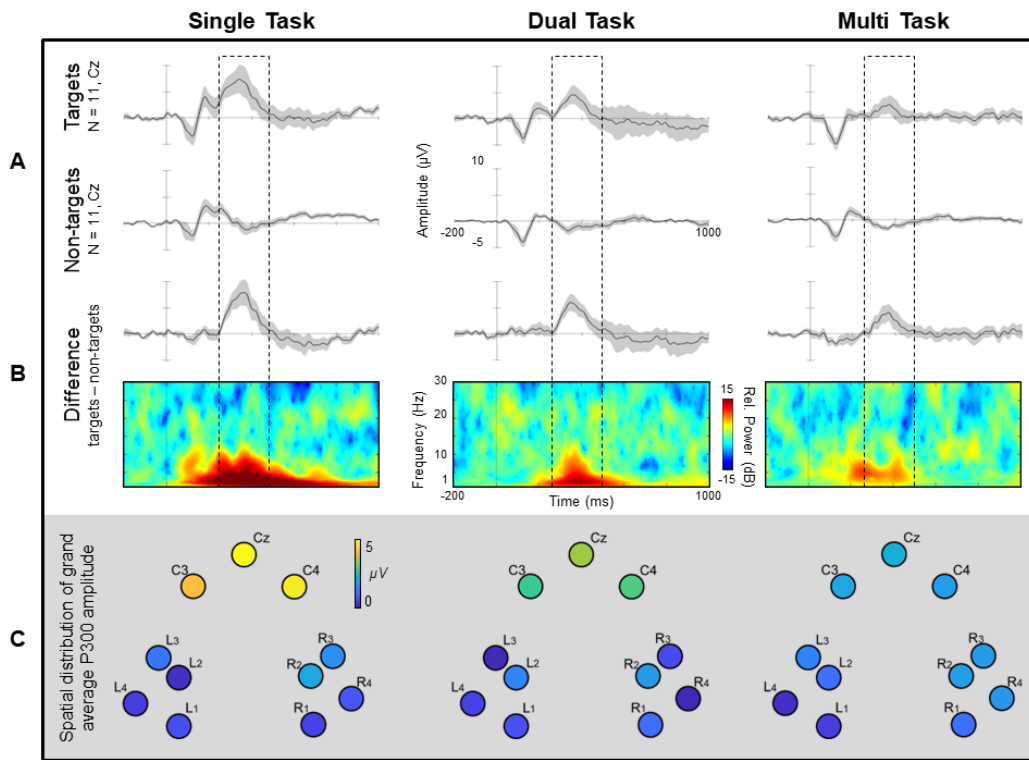 Single Task Dual Task Multi Task
A
Targets
N = 11, Cz
Non-targets
N = 11, Cz
Amplitude (µV)
10
-5
-200 1000
Difference
targets – non-targets
B
Frequency (Hz)
30
20
10
1
-200 Time (ms) 1000
15
Rel. Power (dB)
-15
C
Spatial distribution of grand
average P300 amplitude
Cz Cz Cz
C3 C4 C3 C4 C3 C4
5
µV
0
L3 R3 L3 R3 L3 R3
L2 R2 L2 R2 L2 R2
L4 R4 L4 R4 L4 R4
L1 R1 L1 R1 L1 R1